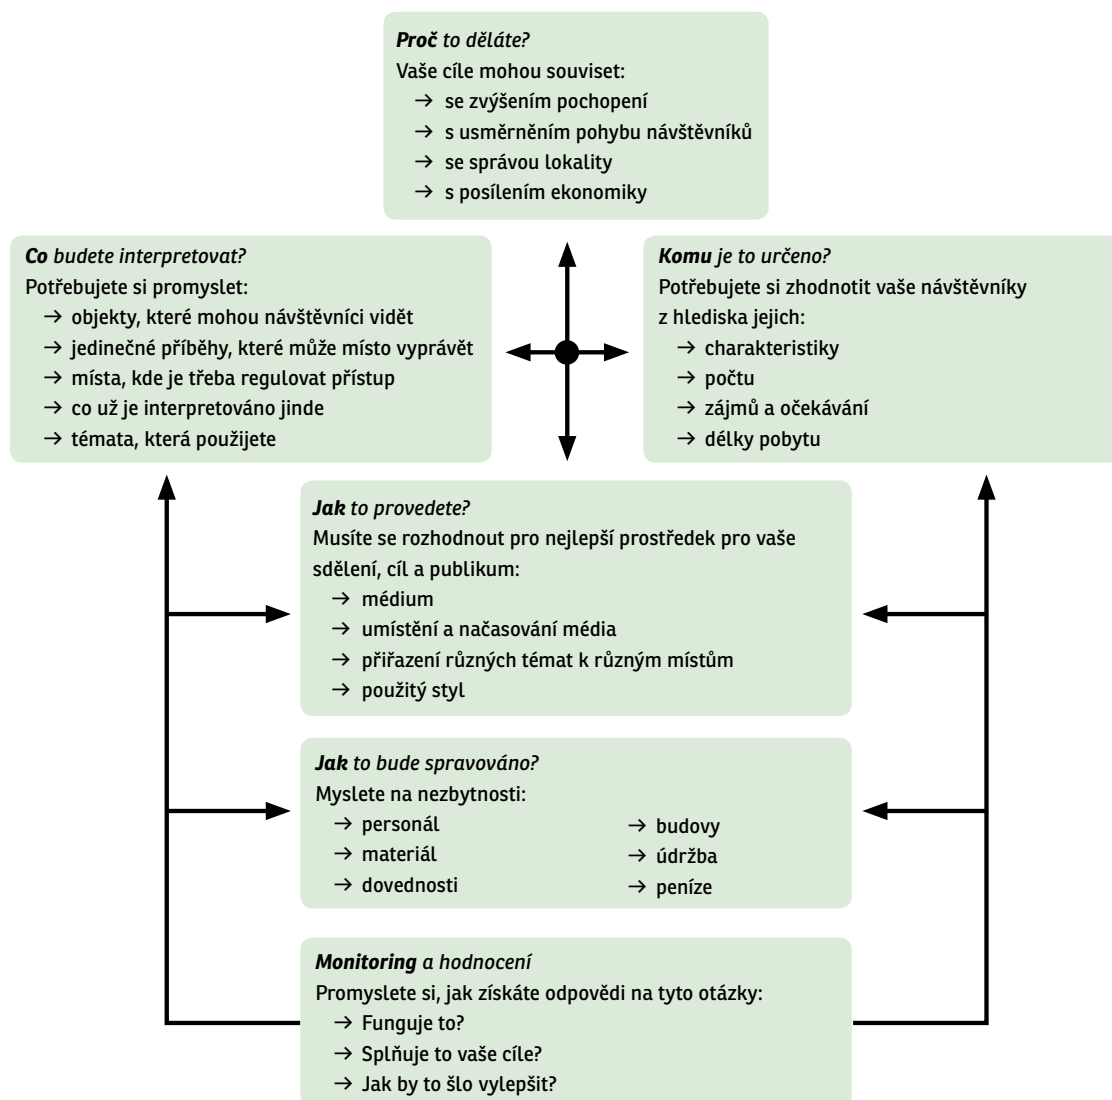 Proč to děláte?
Vaše cíle mohou souviset:
→ se zvýšením pochopení
→ s usměrněním pohybu návštěvníků
→ se správou lokality
→ s posílením ekonomiky
Co budete interpretovat?
Potřebujete si promyslet:
→ objekty, které mohou návštěvníci vidět
→ jedinečné příběhy, které může místo vyprávět
→ místa, kde je třeba regulovat přístup
→ co už je interpretováno jinde
→ témata, která použijete
Komu je to určeno?
Potřebujete si zhodnotit vaše návštěvníky
z hlediska jejich:
→ charakteristiky
→ počtu
→ zájmů a očekávání
→ délky pobytu
Jak to provedete?
Musíte se rozhodnout pro nejlepší prostředek pro vaše
sdělení, cíl a publikum:
→ médium
→ umístění a načasování média
→ přiřazení různých témat k různým místům
→ použitý styl
Jak to bude spravováno?
Myslete na nezbytnosti:
→ personál
→ materiál
→ dovednosti
→ budovy
→ údržba
→ peníze
Monitoring a hodnocení
Promyslete si, jak získáte odpovědi na tyto otázky:
→ Funguje to?
→ Splňuje to vaše cíle?
→ Jak by to šlo vylepšit?